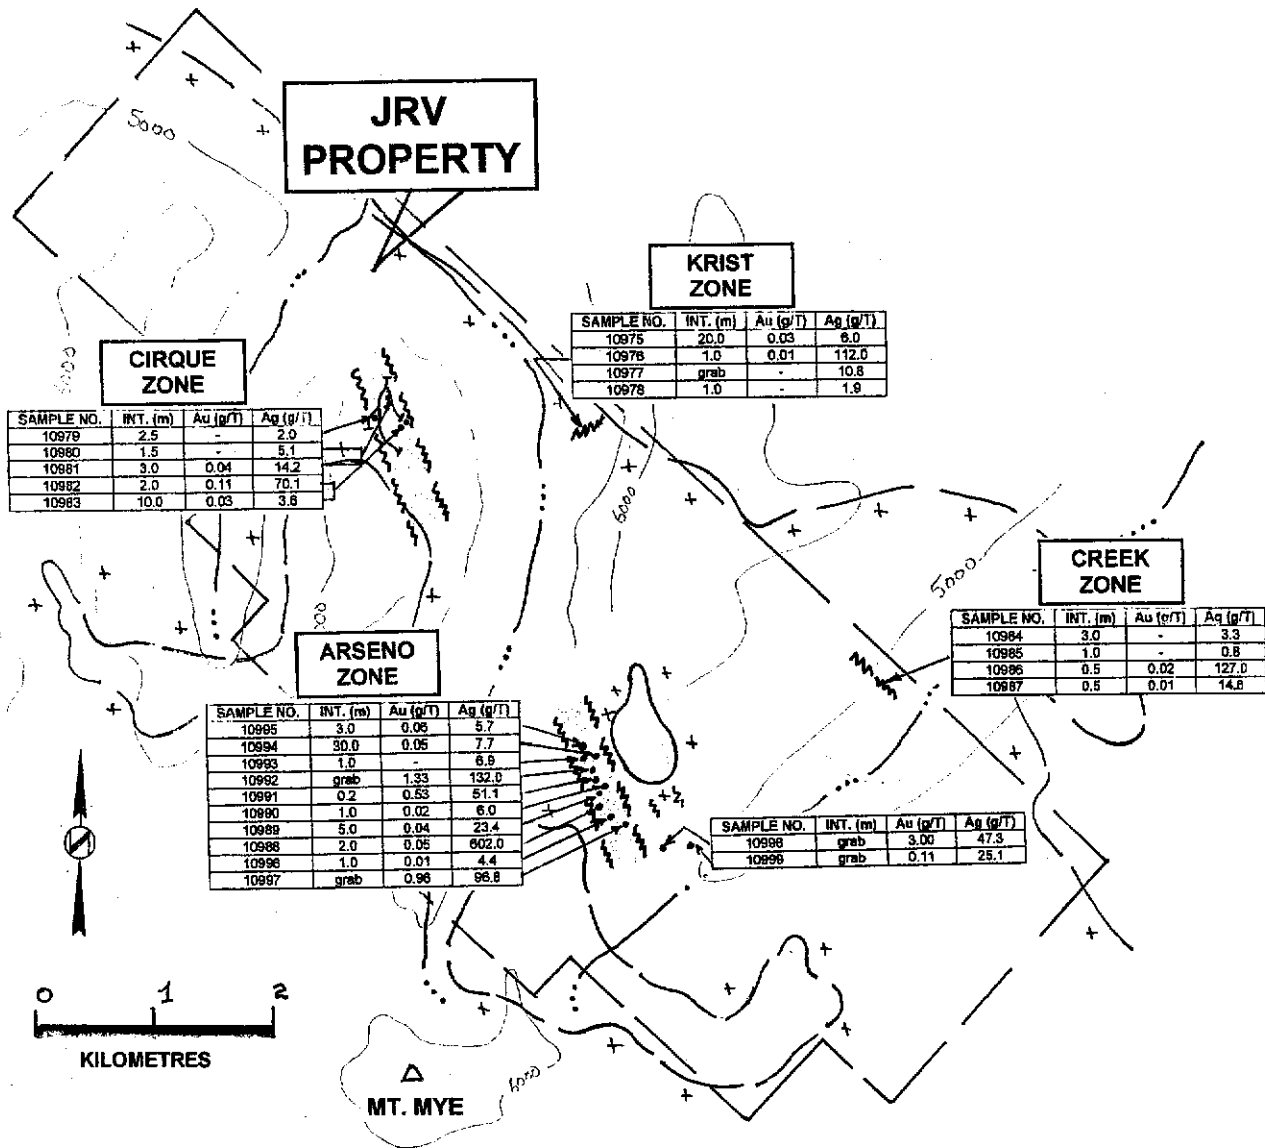 5000
JRV
PROPERTY
KRIST
ZONE
SAMPLE NO. INT. (m) Au (g/T) Ag (g/T)
10975 20.0 0.03 6.0
10976 1.0 0.01 112.0
10977 grab - 10.8
10978 1.0 - 1.9
CIRQUE
ZONE
SAMPLE NO. INT. (m) Au (g/T) Ag (g/T)
10979 2.5 - 2.0
10980 1.5 - 5.1
10981 3.0 0.04 14.2
10982 2.0 0.11 70.1
10983 10.0 0.03 3.8
6000
6000
5000
CREEK
ZONE
SAMPLE NO. INT. (m) Au (g/T) Ag (g/T)
10984 3.0 - 3.3
10985 1.0 - 0.8
10986 0.5 0.02 127.0
10987 0.5 0.01 14.8
ARSENO
ZONE
SAMPLE NO. INT. (m) Au (g/T) Ag (g/T)
10995 3.0 0.06 5.7
10994 30.0 0.05 7.7
10993 1.0 - 6.9
10992 grab 1.33 132.0
10991 0.2 0.53 51.1
10990 1.0 0.02 6.0
10989 5.0 0.04 23.4
10988 2.0 0.05 602.0
10996 1.0 0.01 4.4
10997 grab 0.96 96.8
SAMPLE NO. INT. (m) Au (g/T) Ag (g/T)
10998 grab 3.00 47.3
10999 grab 0.11 25.1
0 1 2
KILOMETRES
6000
MT. MYE